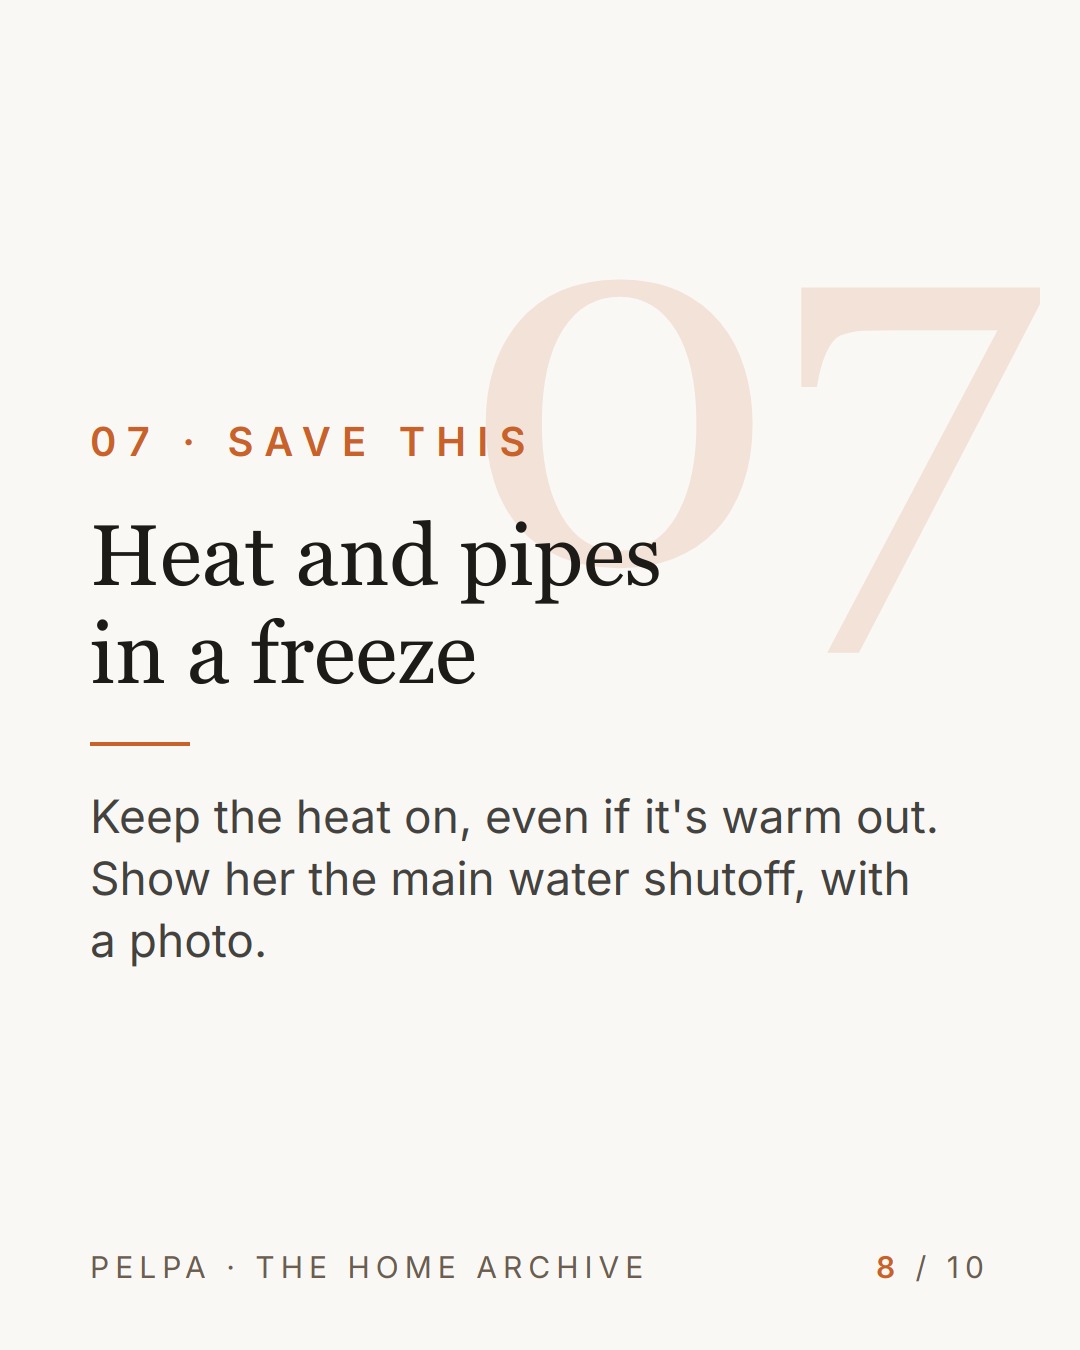 07
07 · SAVE THIS
Heat and pipes
in a freeze
Keep the heat on, even if it's warm out.
Show her the main water shutoff, with
a photo.
PELPA · THE HOME ARCHIVE
8 / 10